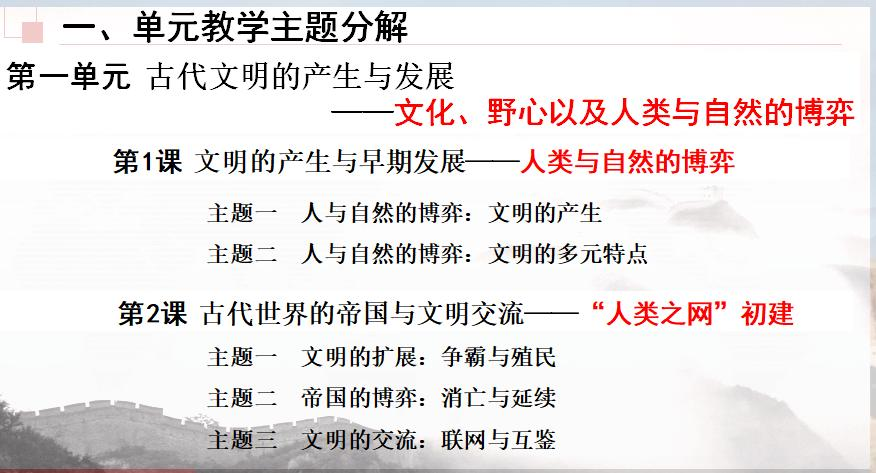 一、单元教学主题分解
第一单元 古代文明的产生与发展
——文化、野心以及人类与自然的博弈
第1课 文明的产生与早期发展——人类与自然的博弈
主题一 人与自然的博弈：文明的产生
主题二 人与自然的博弈：文明的多元特点
第2课 古代世界的帝国与文明交流——“人类之网”初建
主题一 文明的扩展：争霸与殖民
主题二 帝国的博弈：消亡与延续
主题三 文明的交流：联网与互鉴